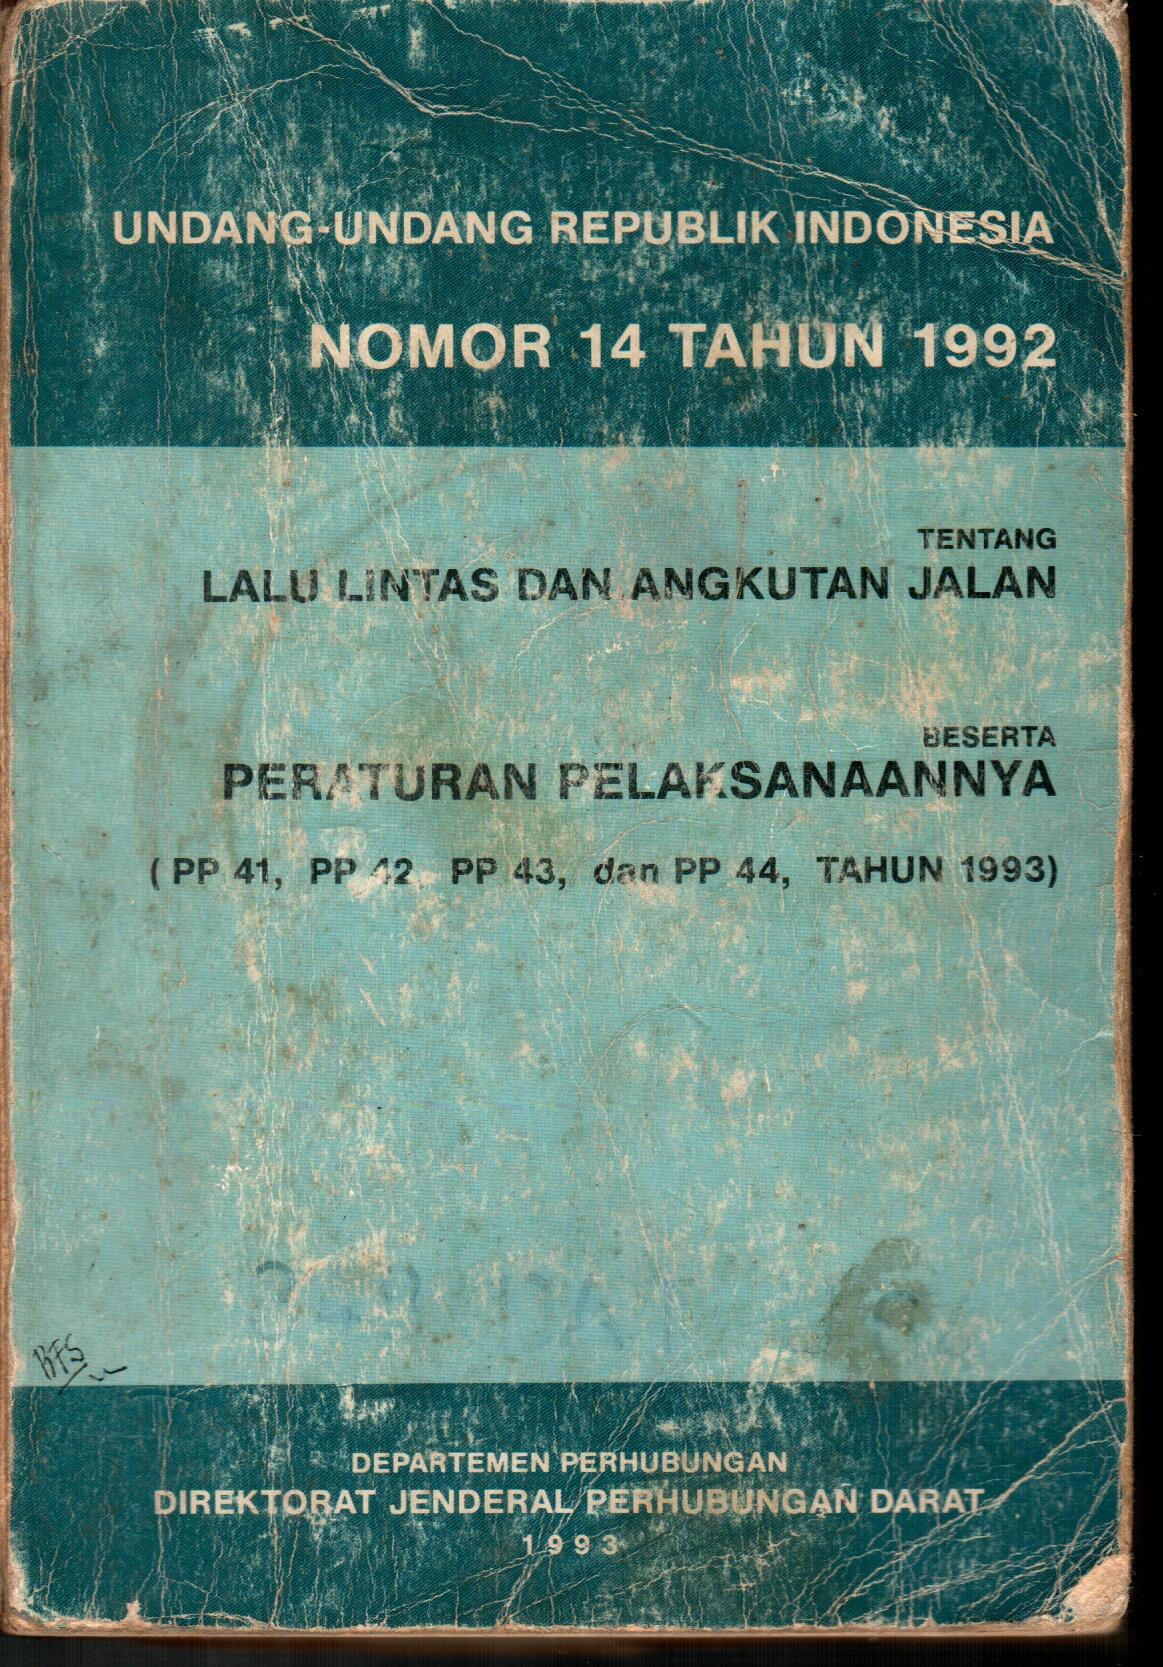 UNDANG-UNDANG REPUBLIK INDONESIA
NOMOR 14 TAHUN 1992
TENTANG
LALU LINTAS DAN ANGKUTAN JALAN
BESERTA
PERATURAN PELAKSANAANNYA
( PP 41, PP 42, PP 43, dan PP 44, TAHUN 1993)
BFS
DEPARTEMEN PERHUBUNGAN
DIREKTORAT JENDERAL PERHUBUNGAN DARAT
1993